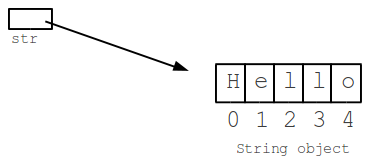 str
H e l l o
0 1 2 3 4
String object